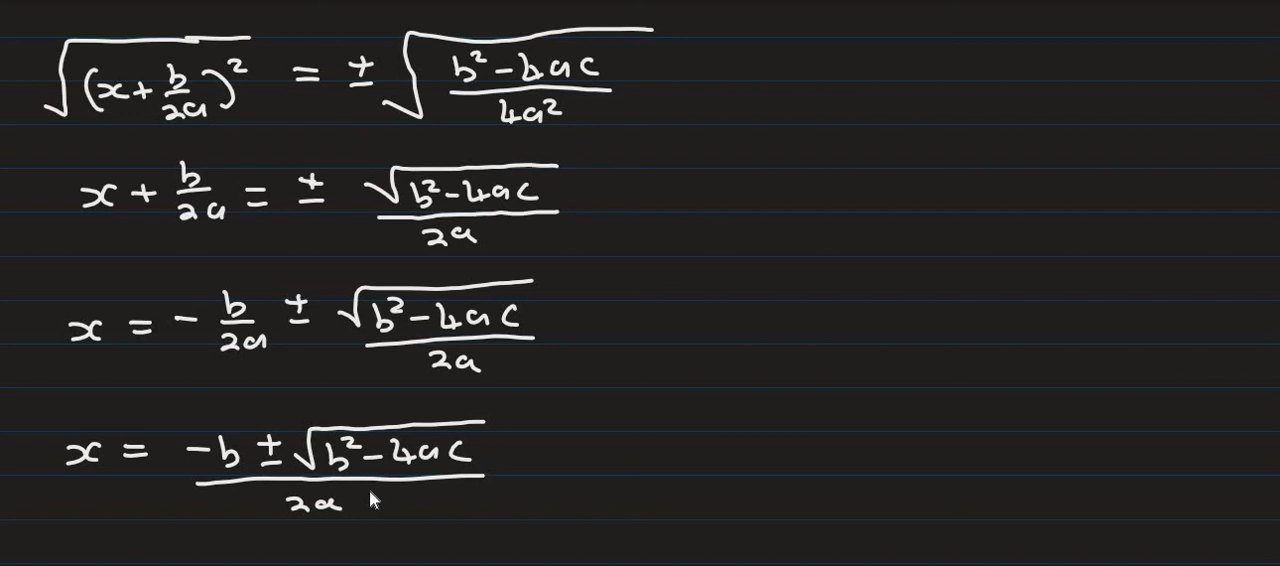 √(x + b/2a)² = ± √(b² - 4ac / 4a²)
x + b/2a = ± √(b² - 4ac) / 2a
x = - b/2a ± √(b² - 4ac) / 2a
x = (-b ± √(b² - 4ac)) / 2a